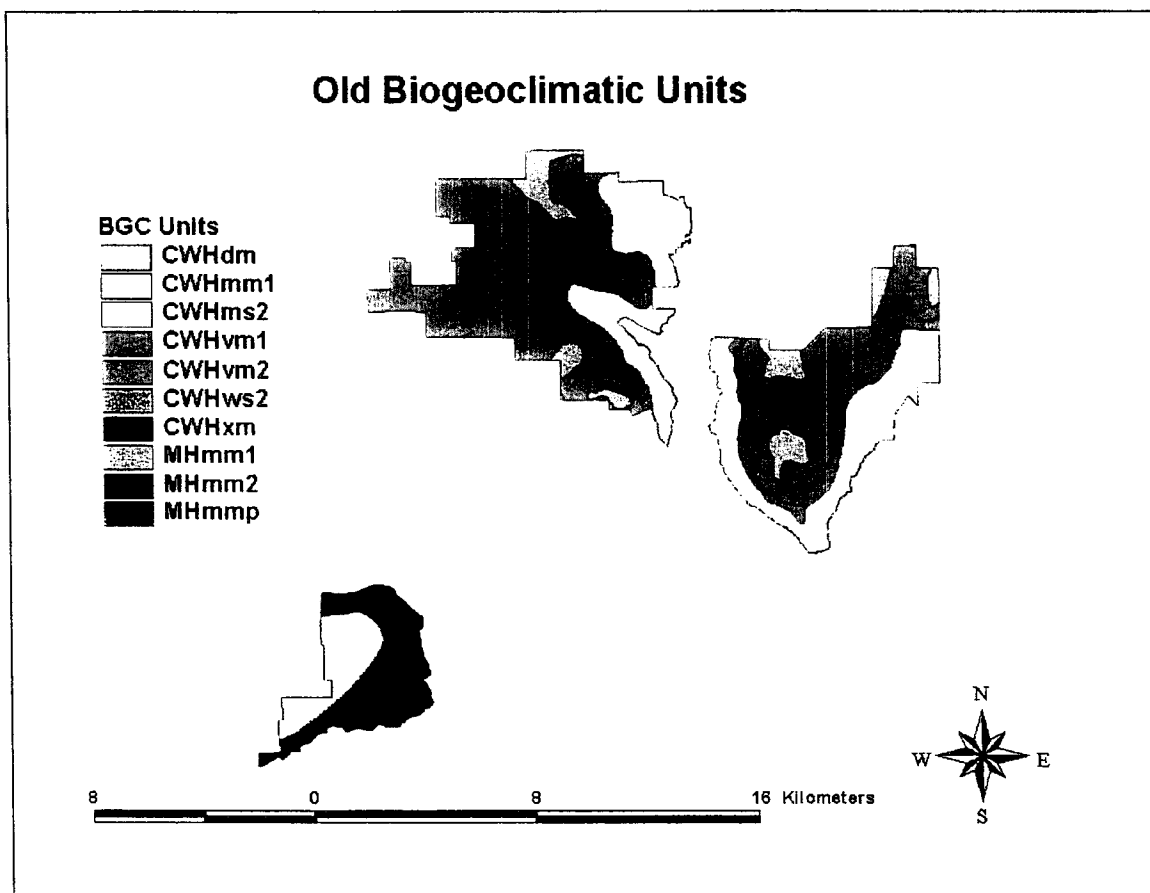 Old Biogeoclimatic Units
BGC Units
CWHdm
CWHmm1
CWHms2
CWHvm1
CWHvm2
CWHws2
CWHxm
MHmm1
MHmm2
MHmmp
N
W E
S
8 0 8 16 Kilometers